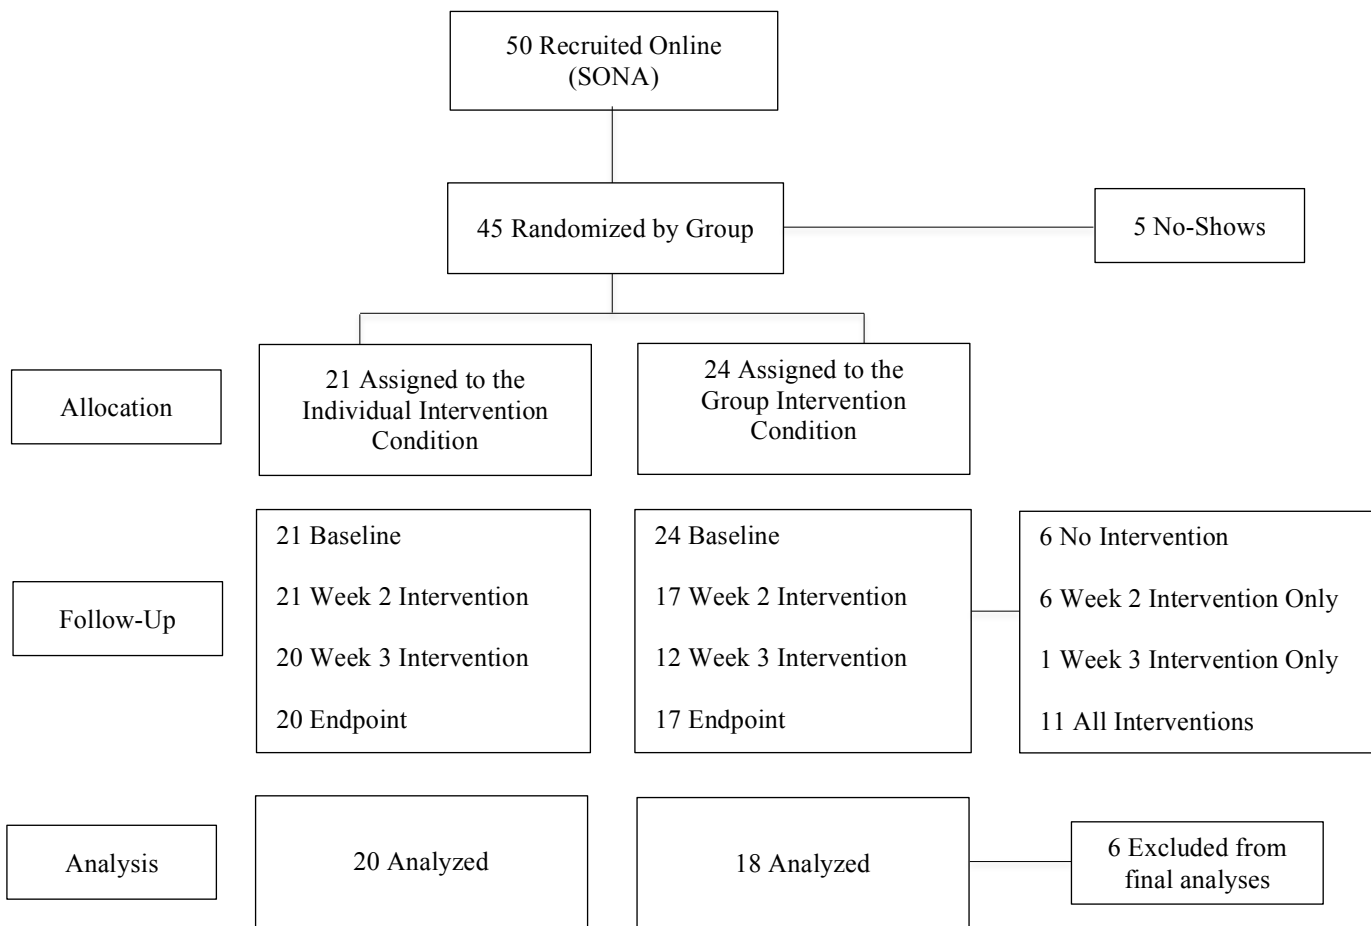 50 Recruited Online
(SONA)
45 Randomized by Group
5 No-Shows
Allocation
21 Assigned to the
Individual Intervention
Condition
24 Assigned to the
Group Intervention
Condition
Follow-Up
21 Baseline
21 Week 2 Intervention
20 Week 3 Intervention
20 Endpoint
24 Baseline
17 Week 2 Intervention
12 Week 3 Intervention
17 Endpoint
6 No Intervention
6 Week 2 Intervention Only
1 Week 3 Intervention Only
11 All Interventions
Analysis
20 Analyzed
18 Analyzed
6 Excluded from
final analyses